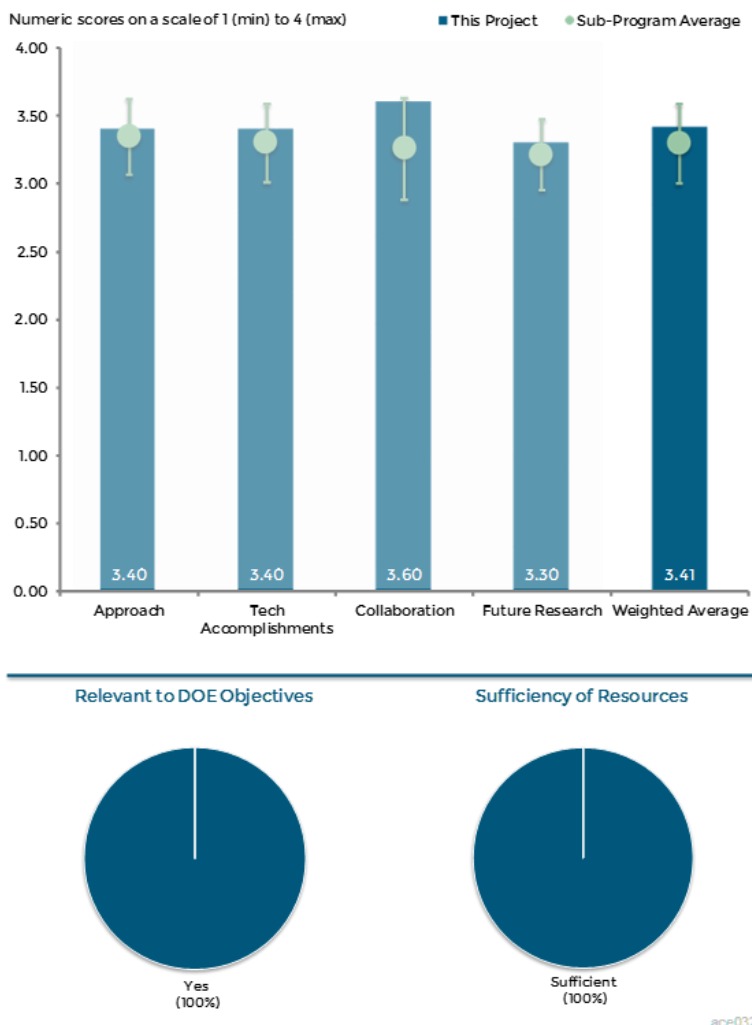 Numeric scores on a scale of 1 (min) to 4 (max)
This Project
Sub-Program Average
4.00
3.50
3.00
2.50
2.00
1.50
1.00
0.50
0.00
3.40
3.40
3.60
3.30
3.41
Approach
Tech
Accomplishments
Collaboration
Future Research
Weighted Average
Relevant to DOE Objectives
Sufficiency of Resources
Yes
(100%)
Sufficient
(100%)